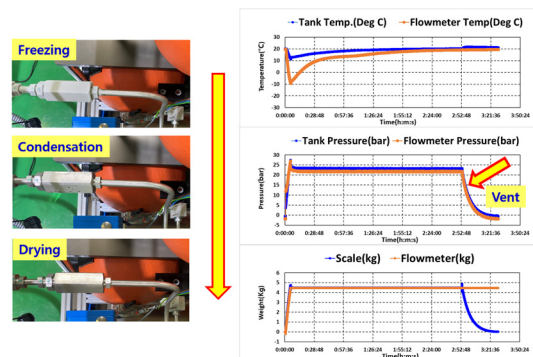 Freezing
Condensation
Drying
Tank Temp.(Deg C) Flowmeter Temp(Deg C)
Temperature(°C)
30
20
10
0
-10
-20
-30
0:00:00 0:28:48 0:57:36 1:26:24 1:55:12 2:24:00 2:52:48 3:21:36 3:50:24
Time(h:m:s)
Tank Pressure(bar) Flowmeter Pressure(bar)
Pressure(bar)
30
25
20
15
10
5
0
-5
Vent
0:00:00 0:28:48 0:57:36 1:26:24 1:55:12 2:24:00 2:52:48 3:21:36 3:50:24
Time(h:m:s)
Scale(kg) Flowmeter(kg)
Weight(Kg)
6
5
4
3
2
1
0
-1
0:00:00 0:28:48 0:57:36 1:26:24 1:55:12 2:24:00 2:52:48 3:21:36 3:50:24
Time(h:m:s)